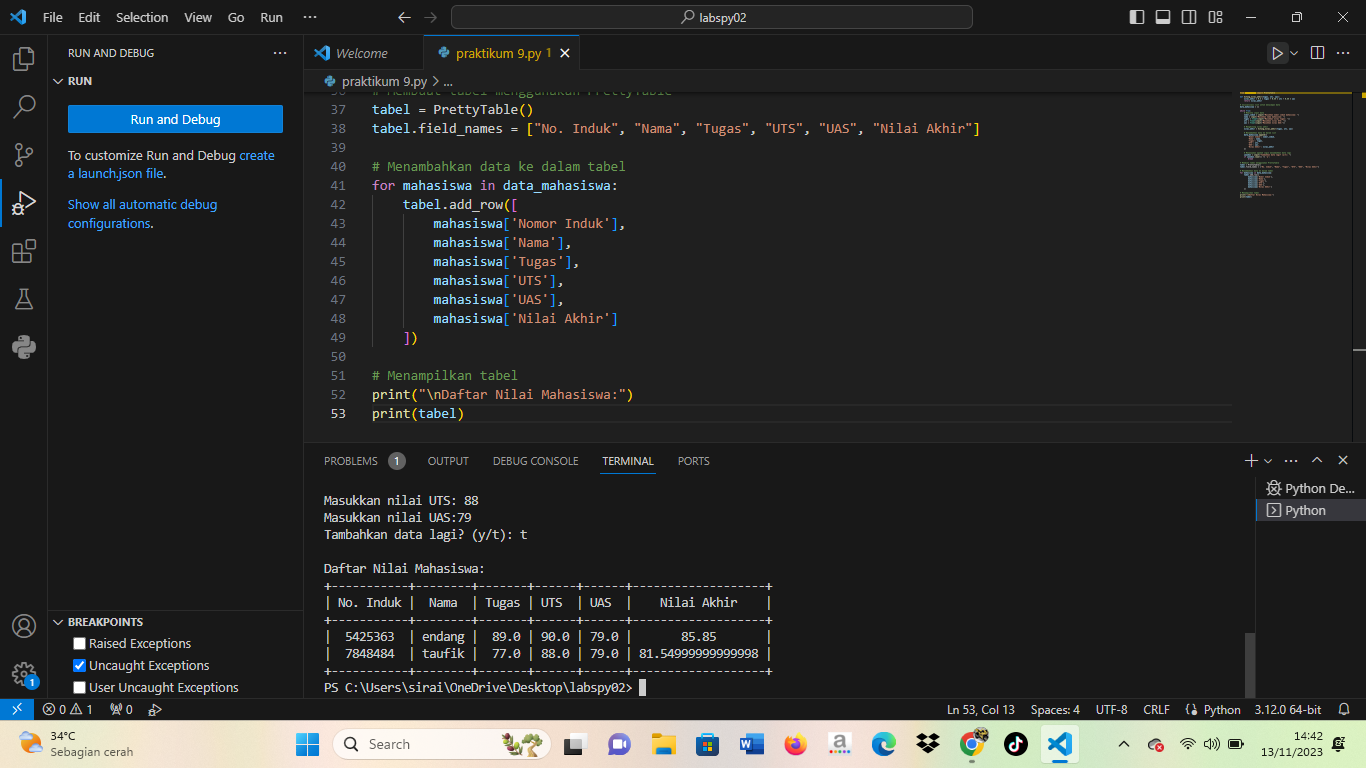 File Edit Selection View Go Run ··· labspy02
RUN AND DEBUG ···
RUN
Run and Debug
To customize Run and Debug create
a launch.json file.
Show all automatic debug
configurations.
BREAKPOINTS
Raised Exceptions
Uncaught Exceptions
User Uncaught Exceptions
1
Welcome praktikum 9.py 1
praktikum 9.py > ...
36 # Membuat tabel menggunakan PrettyTable
37 tabel = PrettyTable()
38 tabel.field_names = ["No. Induk", "Nama", "Tugas", "UTS", "UAS", "Nilai Akhir"]
39
40 # Menambahkan data ke dalam tabel
41 for mahasiswa in data_mahasiswa:
42     tabel.add_row([
43         mahasiswa['Nomor Induk'],
44         mahasiswa['Nama'],
45         mahasiswa['Tugas'],
46         mahasiswa['UTS'],
47         mahasiswa['UAS'],
48         mahasiswa['Nilai Akhir']
49     ])
50
51 # Menampilkan tabel
52 print("\nDaftar Nilai Mahasiswa:")
53 print(tabel)
PROBLEMS 1 OUTPUT DEBUG CONSOLE TERMINAL PORTS
Masukkan nilai UTS: 88
Masukkan nilai UAS:79
Tambahkan data lagi? (y/t): t
Daftar Nilai Mahasiswa:
+-----------+--------+-------+------+------+-------------------+
| No. Induk |  Nama  | Tugas | UTS  | UAS  |    Nilai Akhir    |
+-----------+--------+-------+------+------+-------------------+
|  5425363  | endang |  89.0 | 90.0 | 79.0 |       85.85       |
|  7848484  | taufik |  77.0 | 88.0 | 79.0 | 81.54999999999998 |
+-----------+--------+-------+------+------+-------------------+
PS C:\Users\sirai\OneDrive\Desktop\labspy02>
Python De...
Python
0 1 0 Ln 53, Col 13 Spaces: 4 UTF-8 CRLF Python 3.12.0 64-bit
34°C
Sebagian cerah
Search
14:42
13/11/2023